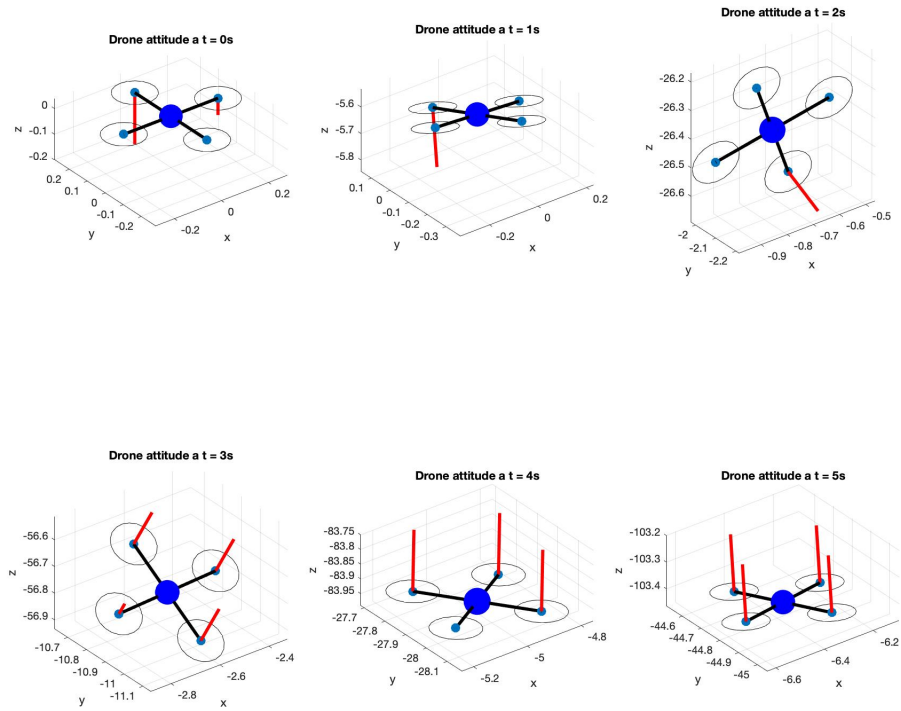 Drone attitude a t = 0s
0
-0.1
-0.2
z
0.2
0.1
0
-0.1
-0.2
y
-0.2
0
0.2
x
Drone attitude a t = 1s
-5.6
-5.7
-5.8
z
0.1
0
-0.1
-0.2
-0.3
y
-0.2
0
0.2
x
Drone attitude a t = 2s
-26.2
-26.3
-26.4
-26.5
-26.6
z
-2
-2.1
-2.2
y
-0.9
-0.8
-0.7
-0.6
-0.5
x
Drone attitude a t = 3s
-56.6
-56.7
-56.8
-56.9
z
-10.7
-10.8
-10.9
-11
-11.1
y
-2.8
-2.6
-2.4
x
Drone attitude a t = 4s
-83.75
-83.8
-83.85
-83.9
-83.95
z
-27.7
-27.8
-27.9
-28
-28.1
y
-5.2
-5
-4.8
x
Drone attitude a t = 5s
-103.2
-103.3
-103.4
z
-44.6
-44.7
-44.8
-44.9
-45
y
-6.6
-6.4
-6.2
x